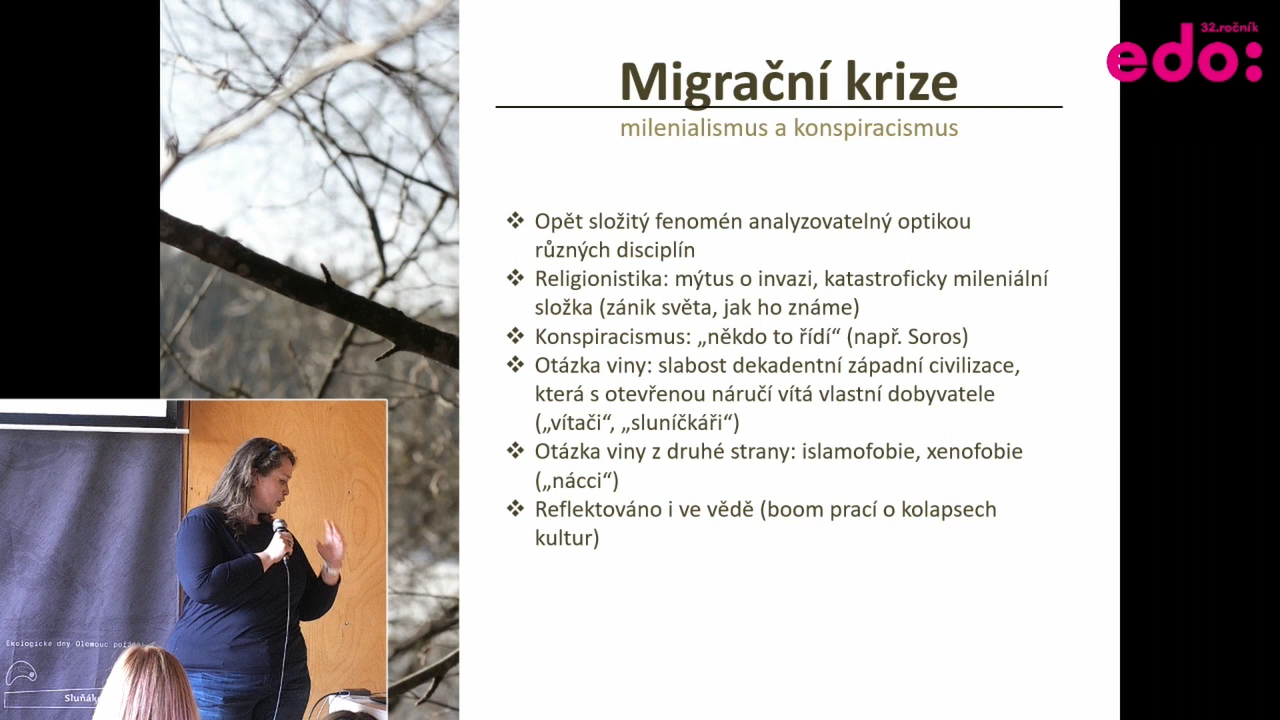 32.ročník
edo:
Migrační krize
milenialismus a konspiracismus
❖ Opět složitý fenomén analyzovatelný optikou
různých disciplín
❖ Religionistika: mýtus o invazi, katastroficky mileniální
složka (zánik světa, jak ho známe)
❖ Konspiracismus: „někdo to řídí“ (např. Soros)
❖ Otázka viny: slabost dekadentní západní civilizace,
která s otevřenou náručí vítá vlastní dobyvatele
(„vítači“, „sluníčkáři“)
❖ Otázka viny z druhé strany: islamofobie, xenofobie
(„nácci“)
❖ Reflektováno i ve vědě (boom prací o kolapsech
kultur)
Ekologické dny Olomouc